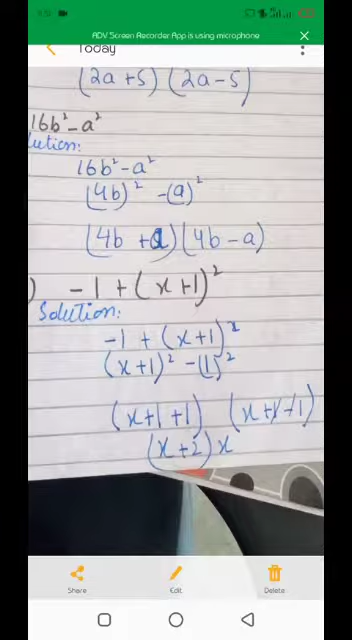 ADV Screen Recorder App is using microphone
Today
(2a+5) (2a-5)
16b² - a²
lution:
16b² - a²
(4b)² - (a)²
(4b + a) (4b - a)
) -1 + (x+1)²
Solution:
-1 + (x+1)²
(x+1)² - (1)²
(x+1+1) (x+1-1)
(x+2) x
Share
Edit
Delete